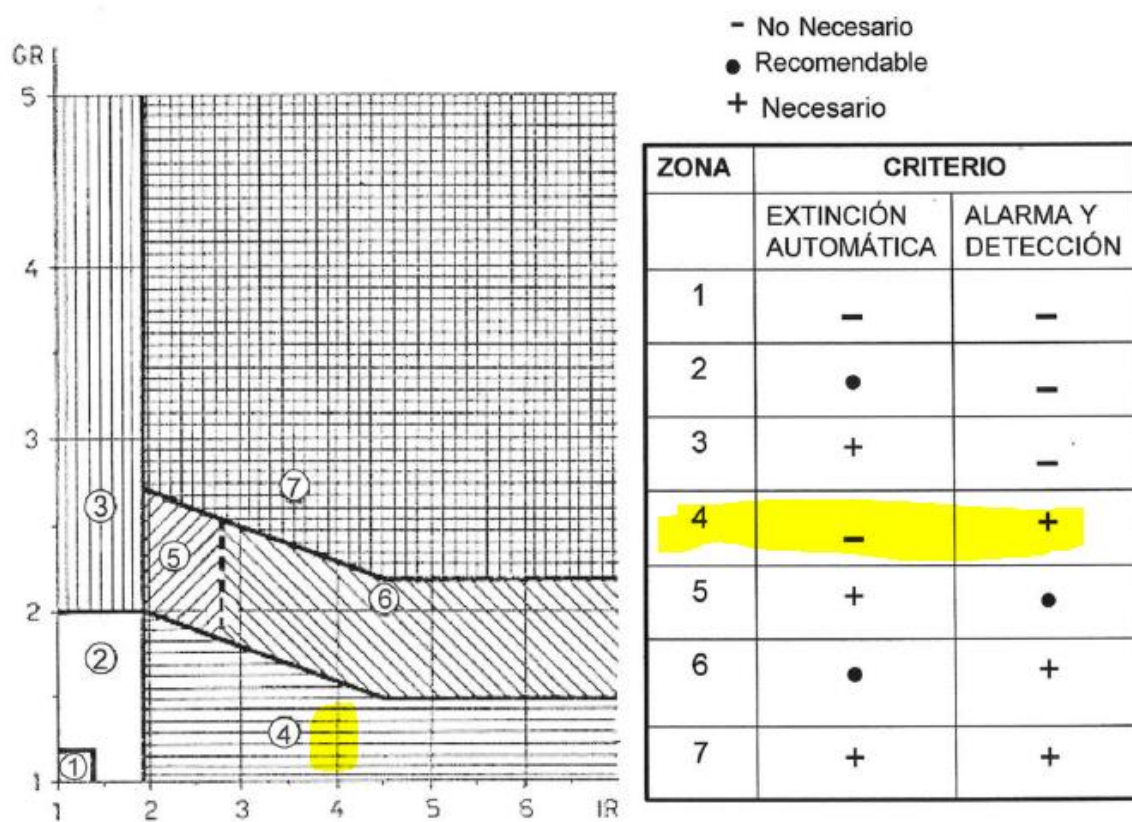 - No Necesario
● Recomendable
+ Necesario
GR
5
4
3
2
1
1 2 3 4 5 6 IR
③
⑦
⑤
⑥
②
④
①
ZONA CRITERIO
EXTINCIÓN AUTOMÁTICA ALARMA Y DETECCIÓN
1 - -
2 ● -
3 + -
4 - +
5 + ●
6 ● +
7 + +